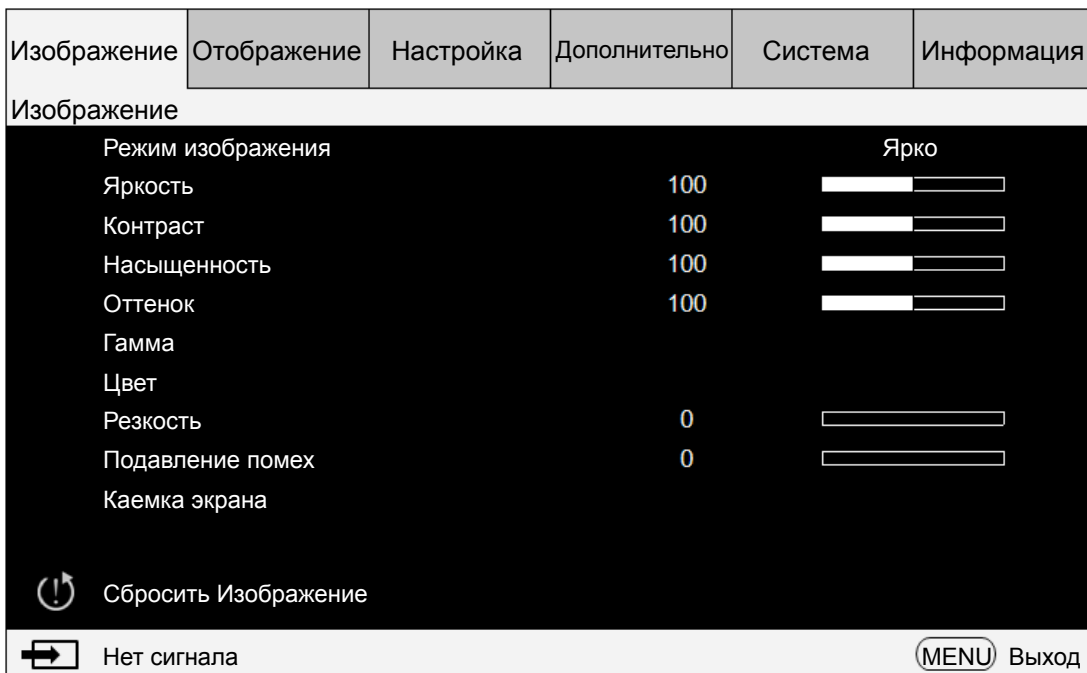 Изображение Отображение Настройка Дополнительно Система Информация
Изображение
Режим изображения Ярко
Яркость 100
Контраст 100
Насыщенность 100
Оттенок 100
Гамма
Цвет
Резкость 0
Подавление помех 0
Каемка экрана
Сбросить Изображение
Нет сигнала MENU Выход